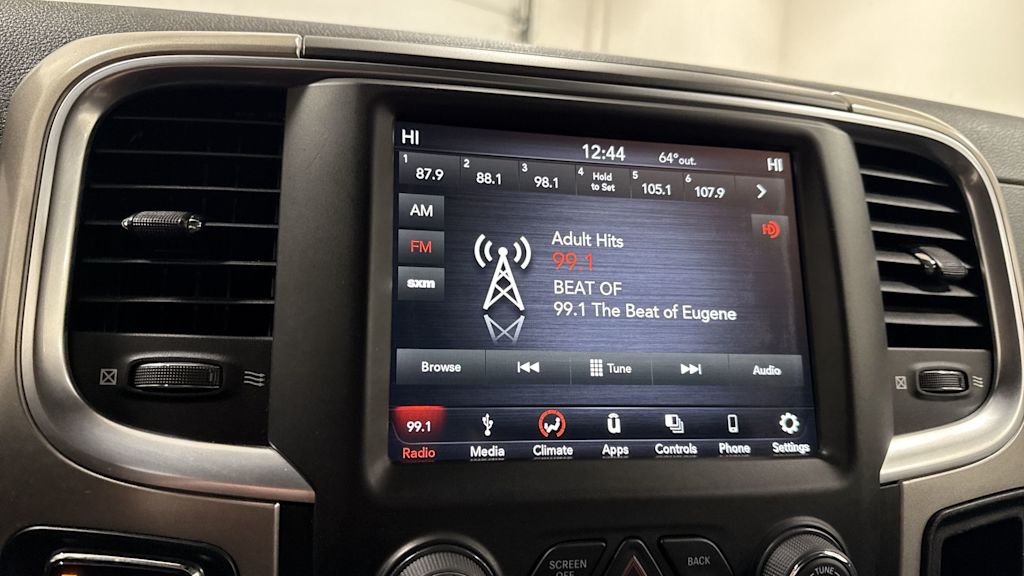 HI 12:44 64°out. HI
1 2 3 4 5 6
87.9 88.1 98.1 Hold to Set 105.1 107.9
AM
FM
sxm
HD
Adult Hits
99.1
BEAT OF
99.1 The Beat of Eugene
Browse Tune Audio
99.1
Radio Media Climate Apps Controls Phone Settings
SCREEN
OFF
BACK
TUNE